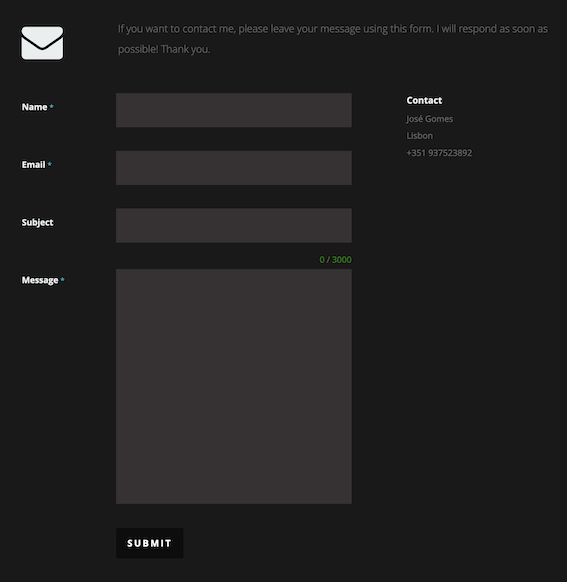 If you want to contact me, please leave your message using this form. I will respond as soon as
possible! Thank you.
Name *
Contact
José Gomes
Lisbon
+351 937523892
Email *
Subject
0 / 3000
Message *
SUBMIT